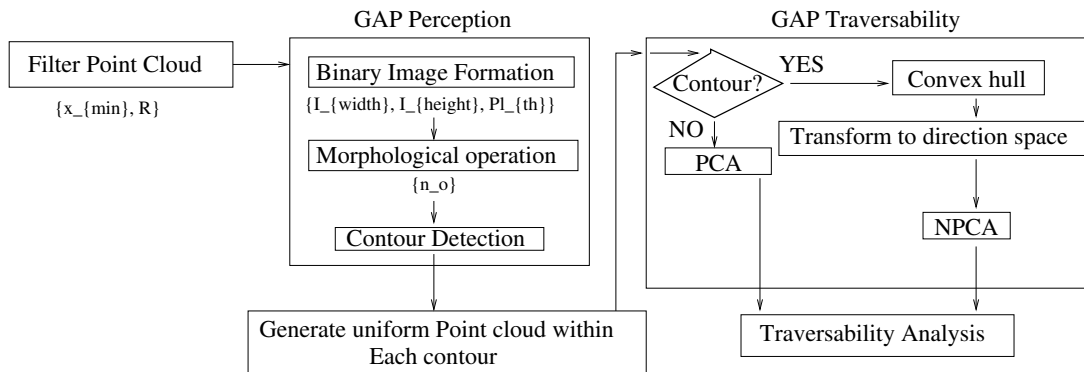 GAP Perception
GAP Traversability
Filter Point Cloud
{x_{min}, R}
Binary Image Formation
{I_{width}, I_{height}, Pl_{th}}
Morphological operation
{n_o}
Contour Detection
Generate uniform Point cloud within
Each contour
Contour?
YES
NO
PCA
Convex hull
Transform to direction space
NPCA
Traversability Analysis